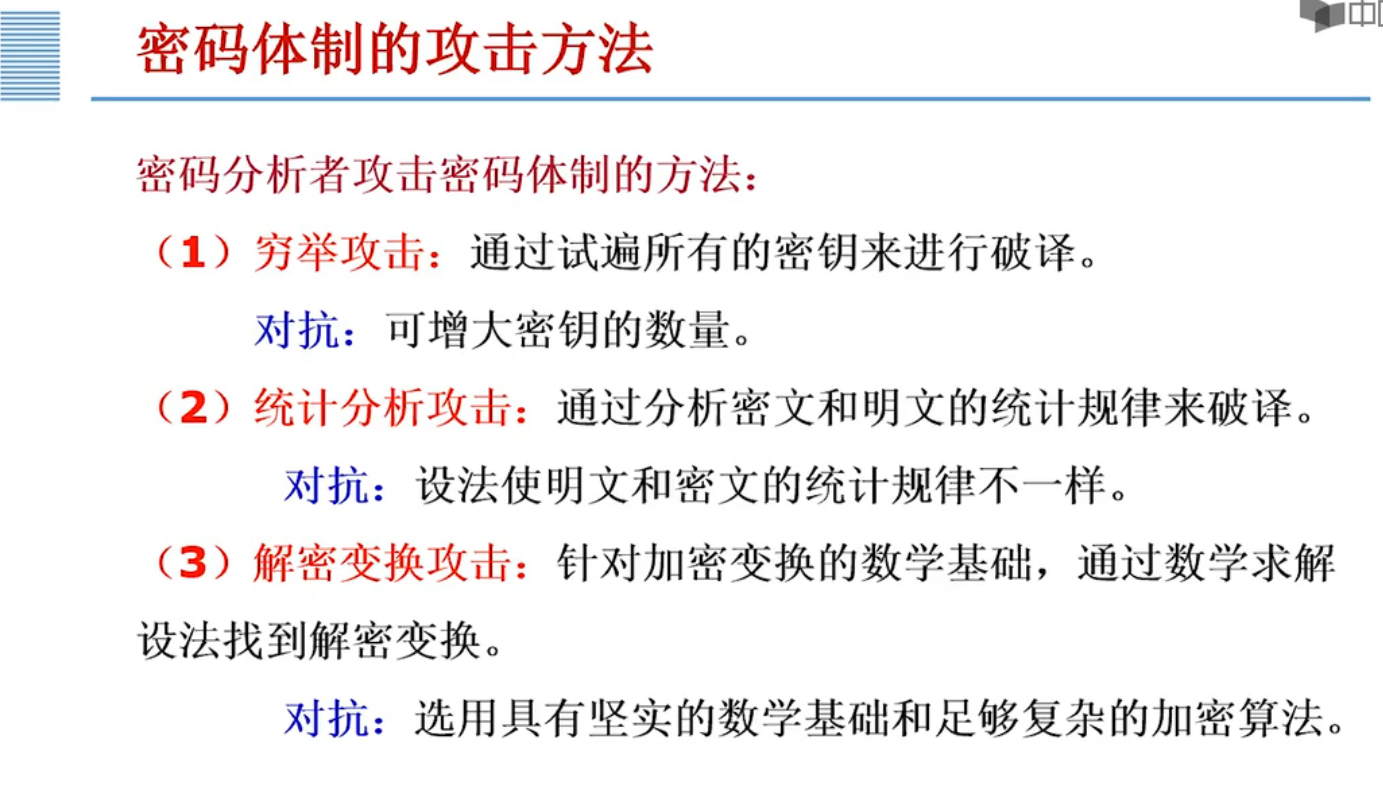 中
密码体制的攻击方法
密码分析者攻击密码体制的方法：
（1）穷举攻击：通过试遍所有的密钥来进行破译。
对抗：可增大密钥的数量。
（2）统计分析攻击：通过分析密文和明文的统计规律来破译。
对抗：设法使明文和密文的统计规律不一样。
（3）解密变换攻击：针对加密变换的数学基础，通过数学求解
设法找到解密变换。
对抗：选用具有坚实的数学基础和足够复杂的加密算法。